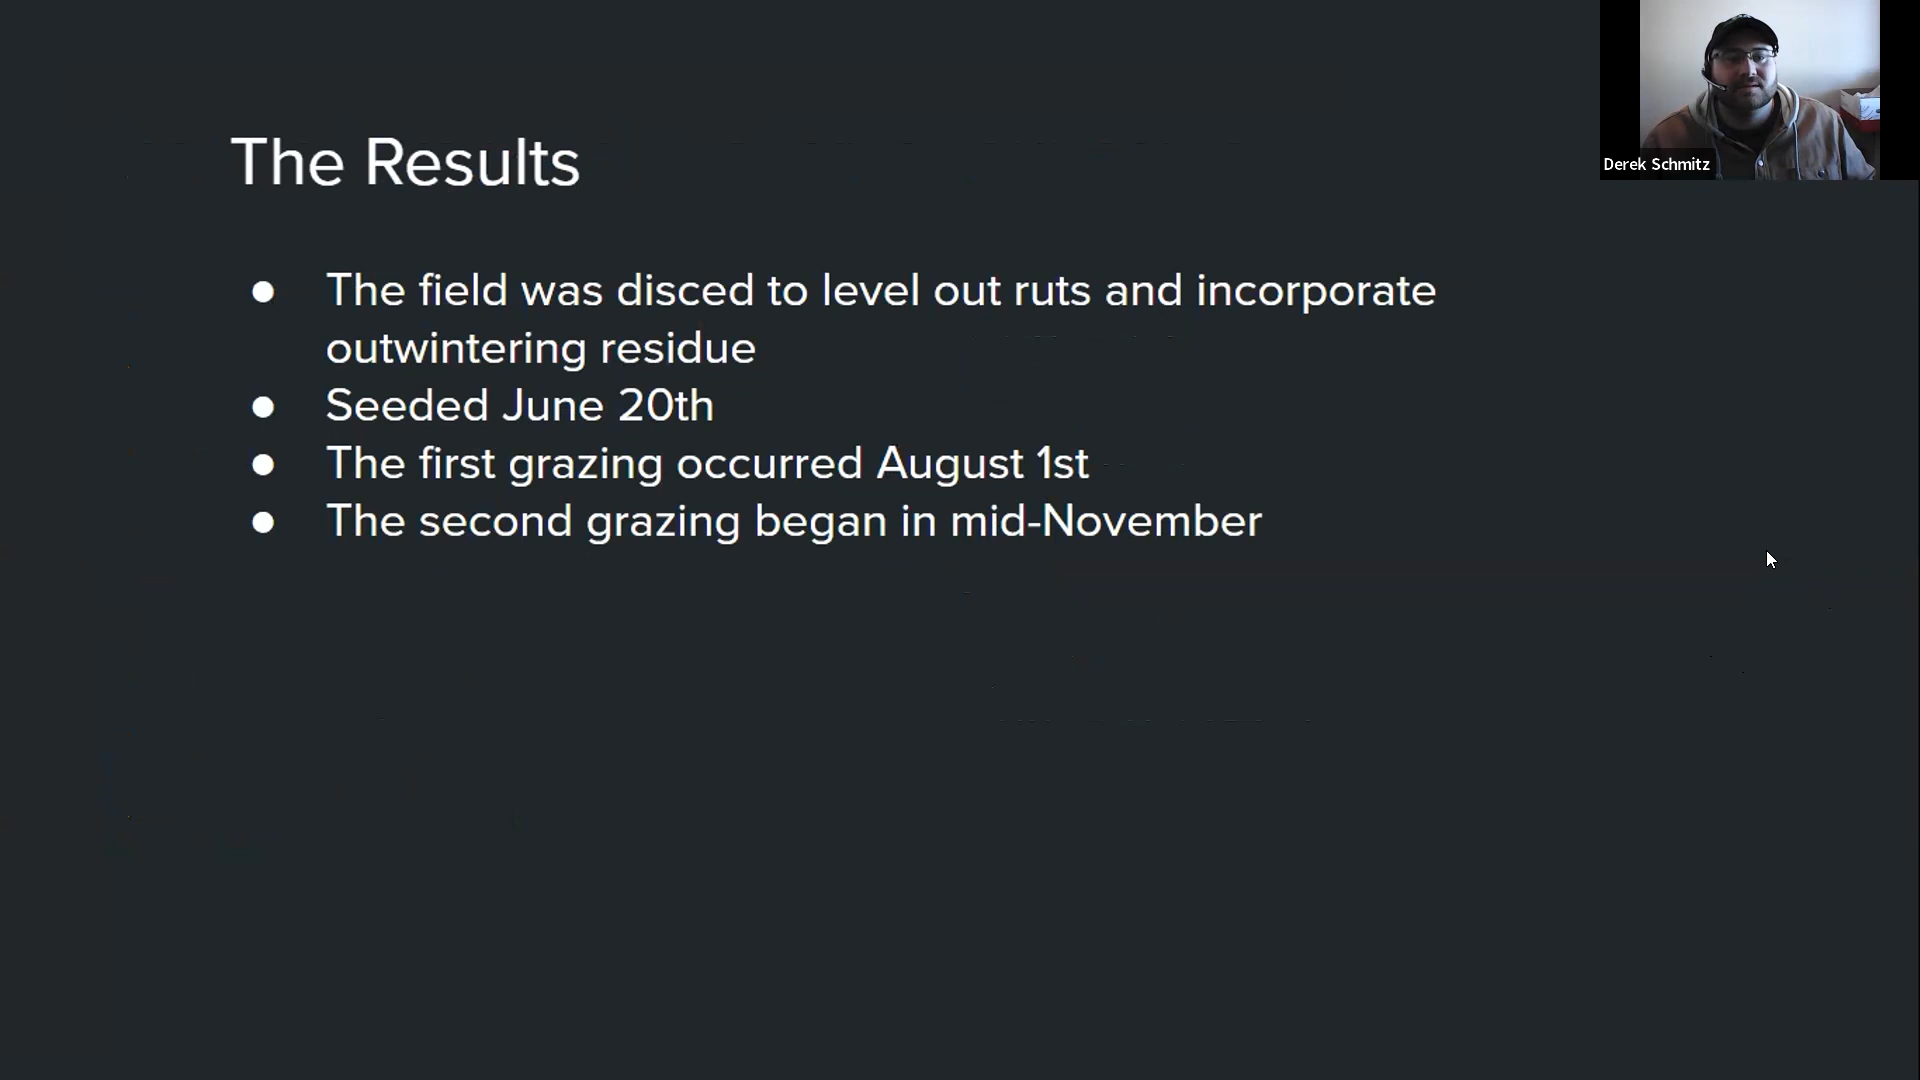 The Results
● The field was disced to level out ruts and incorporate
outwintering residue
● Seeded June 20th
● The first grazing occurred August 1st
● The second grazing began in mid-November
Derek Schmitz